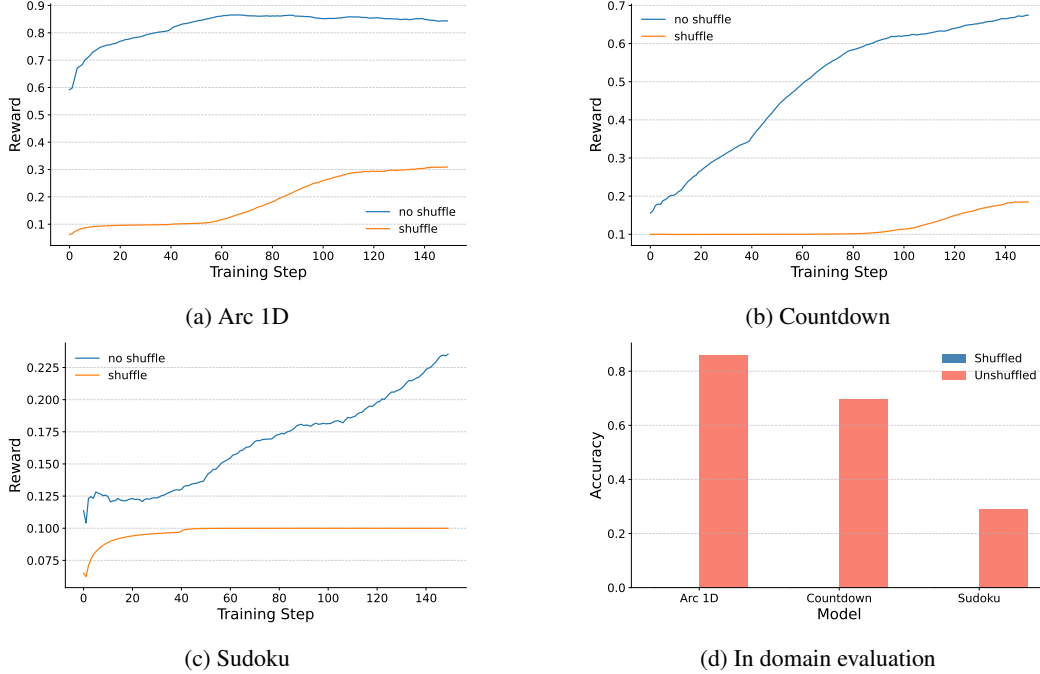 0.9
0.8
0.7
0.6
0.5
0.4
0.3
0.2
0.1
Reward
no shuffle
shuffle
0 20 40 60 80 100 120 140
Training Step
(a) Arc 1D
0.7
0.6
0.5
0.4
0.3
0.2
0.1
Reward
no shuffle
shuffle
0 20 40 60 80 100 120 140
Training Step
(b) Countdown
0.225
0.200
0.175
0.150
0.125
0.100
0.075
Reward
no shuffle
shuffle
0 20 40 60 80 100 120 140
Training Step
(c) Sudoku
0.8
0.6
0.4
0.2
0.0
Accuracy
Shuffled
Unshuffled
Arc 1D Countdown Sudoku
Model
(d) In domain evaluation